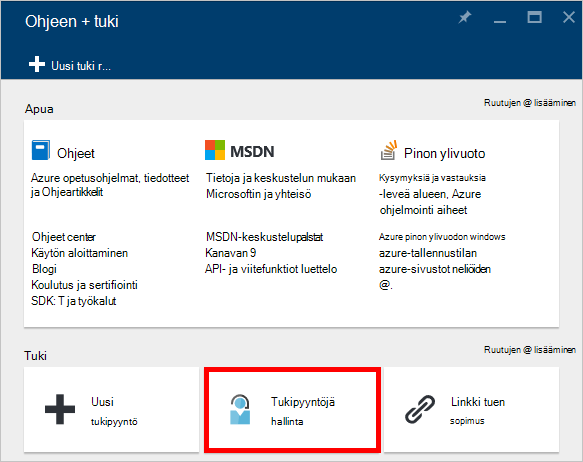 Ohjeen + tuki
Uusi tuki r...
Apua
Ruutujen @ lisääminen
Ohjeet
Azure opetusohjelmat, tiedotteet
ja Ohjeartikkelit
Ohjeet center
Käytön aloittaminen
Blogi
Koulutus ja sertifiointi
SDK: T ja työkalut
MSDN
Tietoja ja keskustelun mukaan
Microsoftin ja yhteisö
MSDN-keskustelupalstat
Kanavan 9
API- ja viitefunktiot luettelo
Pinon ylivuoto
Kysymyksiä ja vastauksia
-leveä alueen, Azure
ohjelmointi aiheet
Azure pinon ylivuodon windows
azure-tallennustilan
azure-sivustot neliöiden
@.
Tuki
Ruutujen @ lisääminen
Uusi
tukipyyntö
Tukipyyntöjä
hallinta
Linkki tuen
sopimus